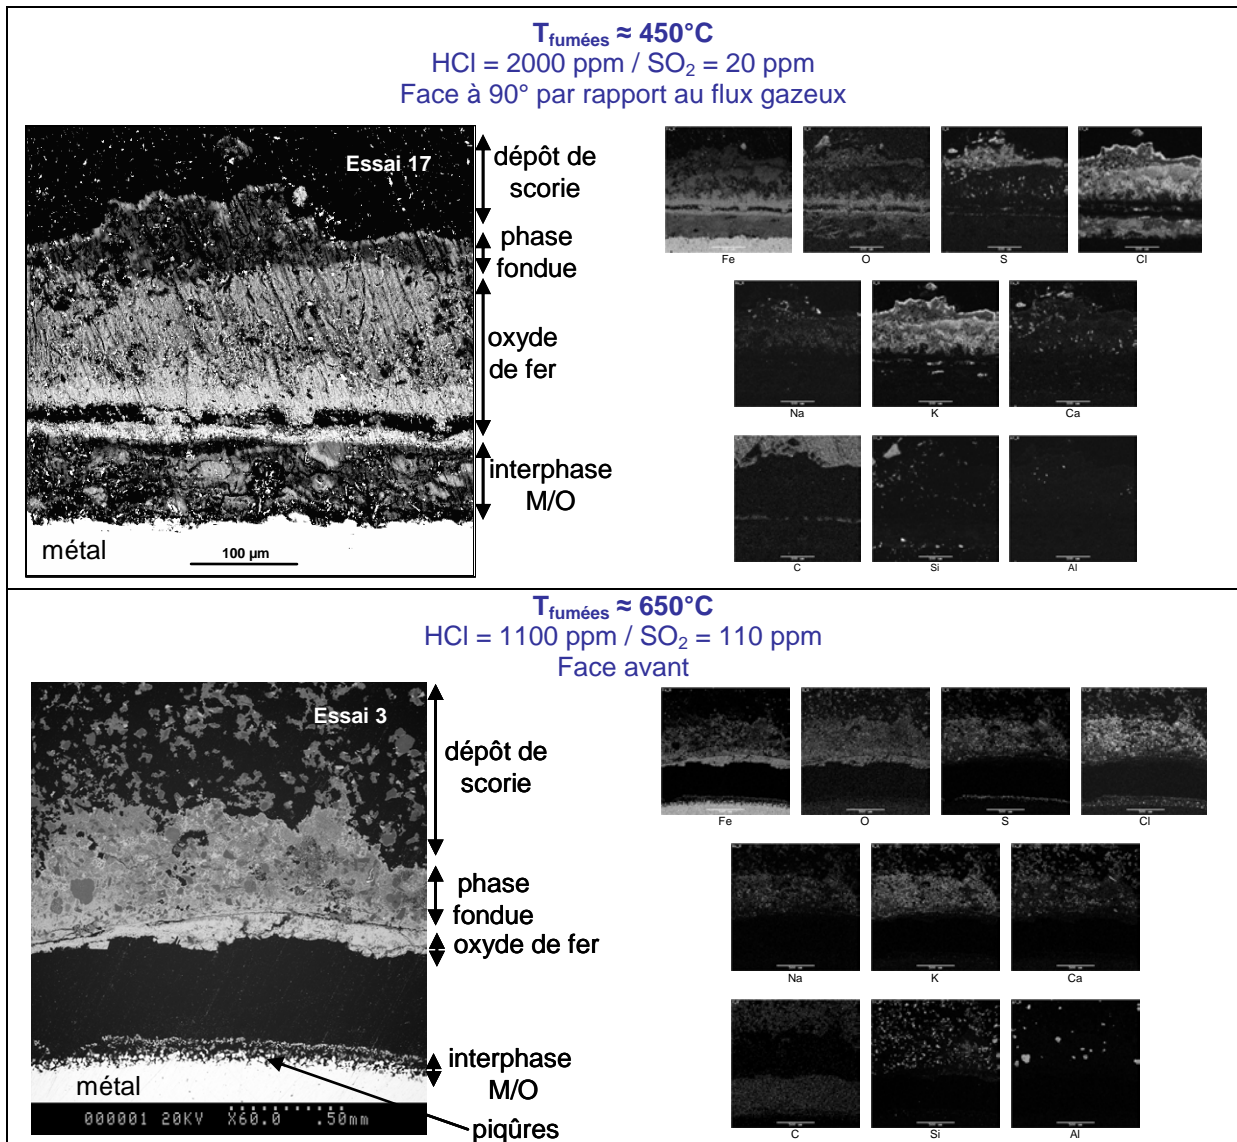 T fumées ≈ 450°C
HCl = 2000 ppm / SO2 = 20 ppm
Face à 90° par rapport au flux gazeux
Essai 17
dépôt de
scorie
phase
fondue
oxyde
de fer
interphase
M/O
métal
100 µm
Fe
O
S
Cl
Na
K
Ca
C
Si
Al
T fumées ≈ 650°C
HCl = 1100 ppm / SO2 = 110 ppm
Face avant
Essai 3
dépôt de
scorie
phase
fondue
oxyde de fer
interphase
M/O
métal
000001 20KV X60.0 .50mm
piqûres
Fe
O
S
Cl
Na
K
Ca
C
Si
Al